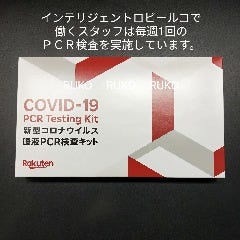 インテリジェントロビールコで
働くスタッフは毎週1回の
ＰＣＲ検査を実施しています。
RUKO RUKO RUKO
COVID-19
PCR Testing Kit
新型コロナウイルス
唾液PCR検査キット
Rakuten